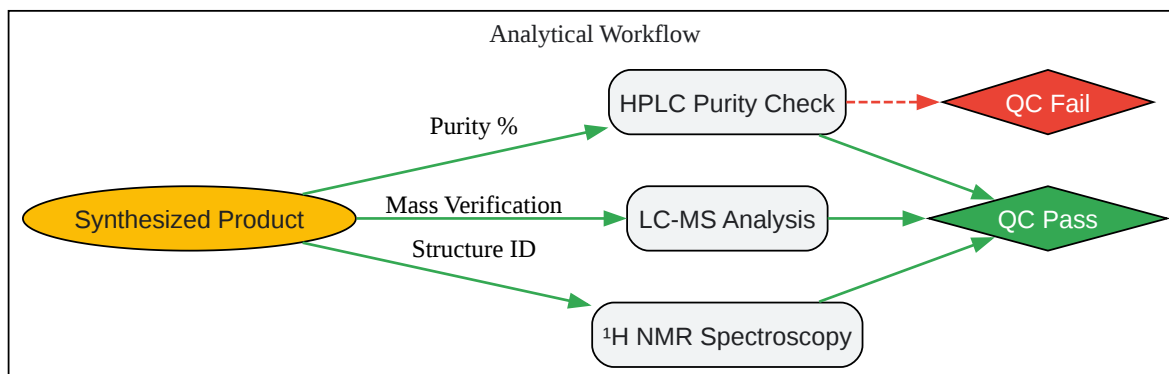 Analytical Workflow
HPLC Purity Check
QC Fail
Purity %
Synthesized Product
Mass Verification
LC-MS Analysis
QC Pass
Structure ID
¹H NMR Spectroscopy